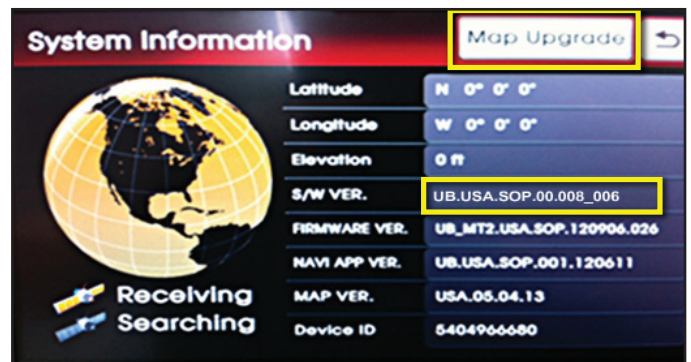 System Information Map Upgrade
Latitude N 0° 0' 0"
Longitude W 0° 0' 0"
Elevation 0 ft
S/W VER. UB.USA.SOP.00.008_006
FIRMWARE VER. UB_MT2.USA.SOP.120906.026
NAVI APP VER. UB.USA.SOP.001.120611
Receiving MAP VER. USA.05.04.13
Searching Device ID 5404966680